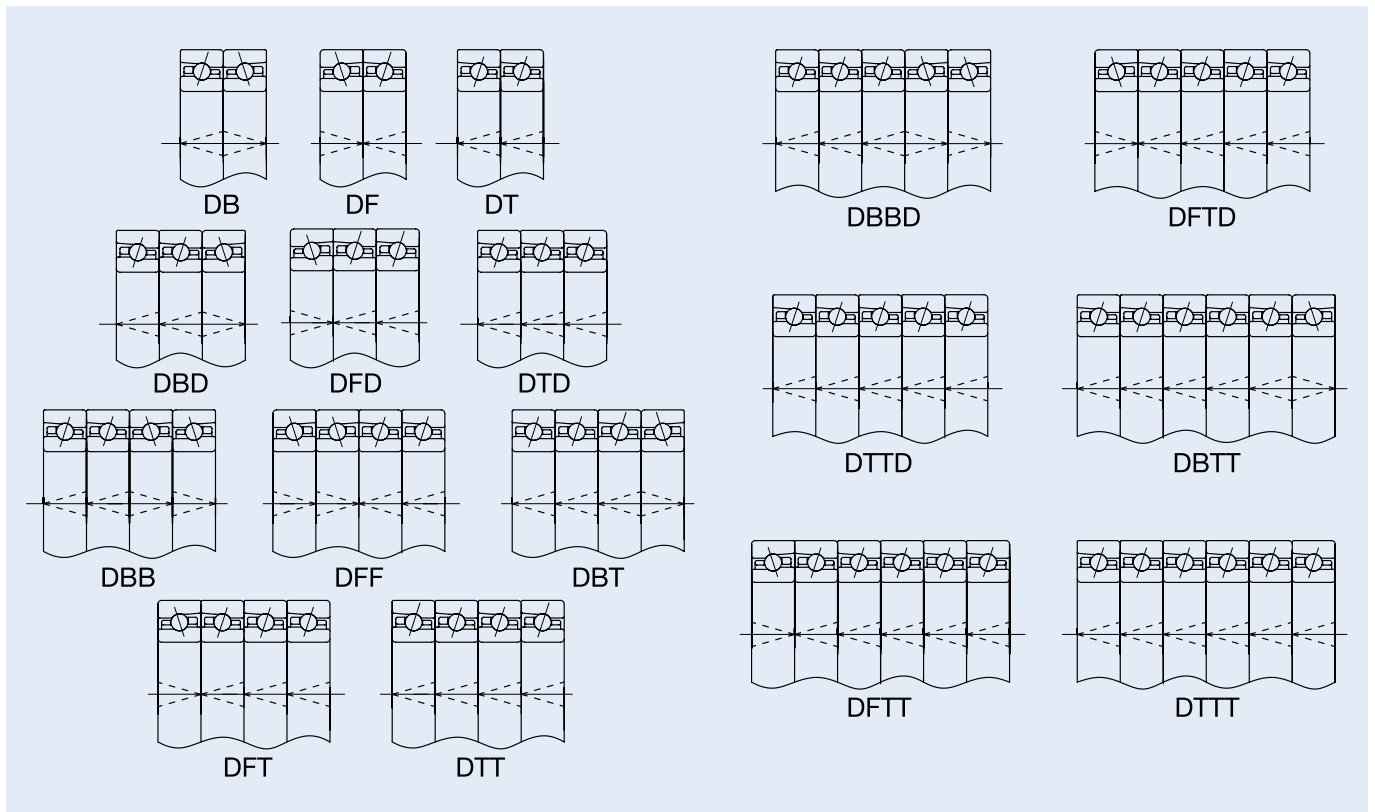 DB DF DT
DBD DFD DTD
DBB DFF DBT
DFT DTT
DBBD DFTD
DTTD DBTT
DFTT DTTT